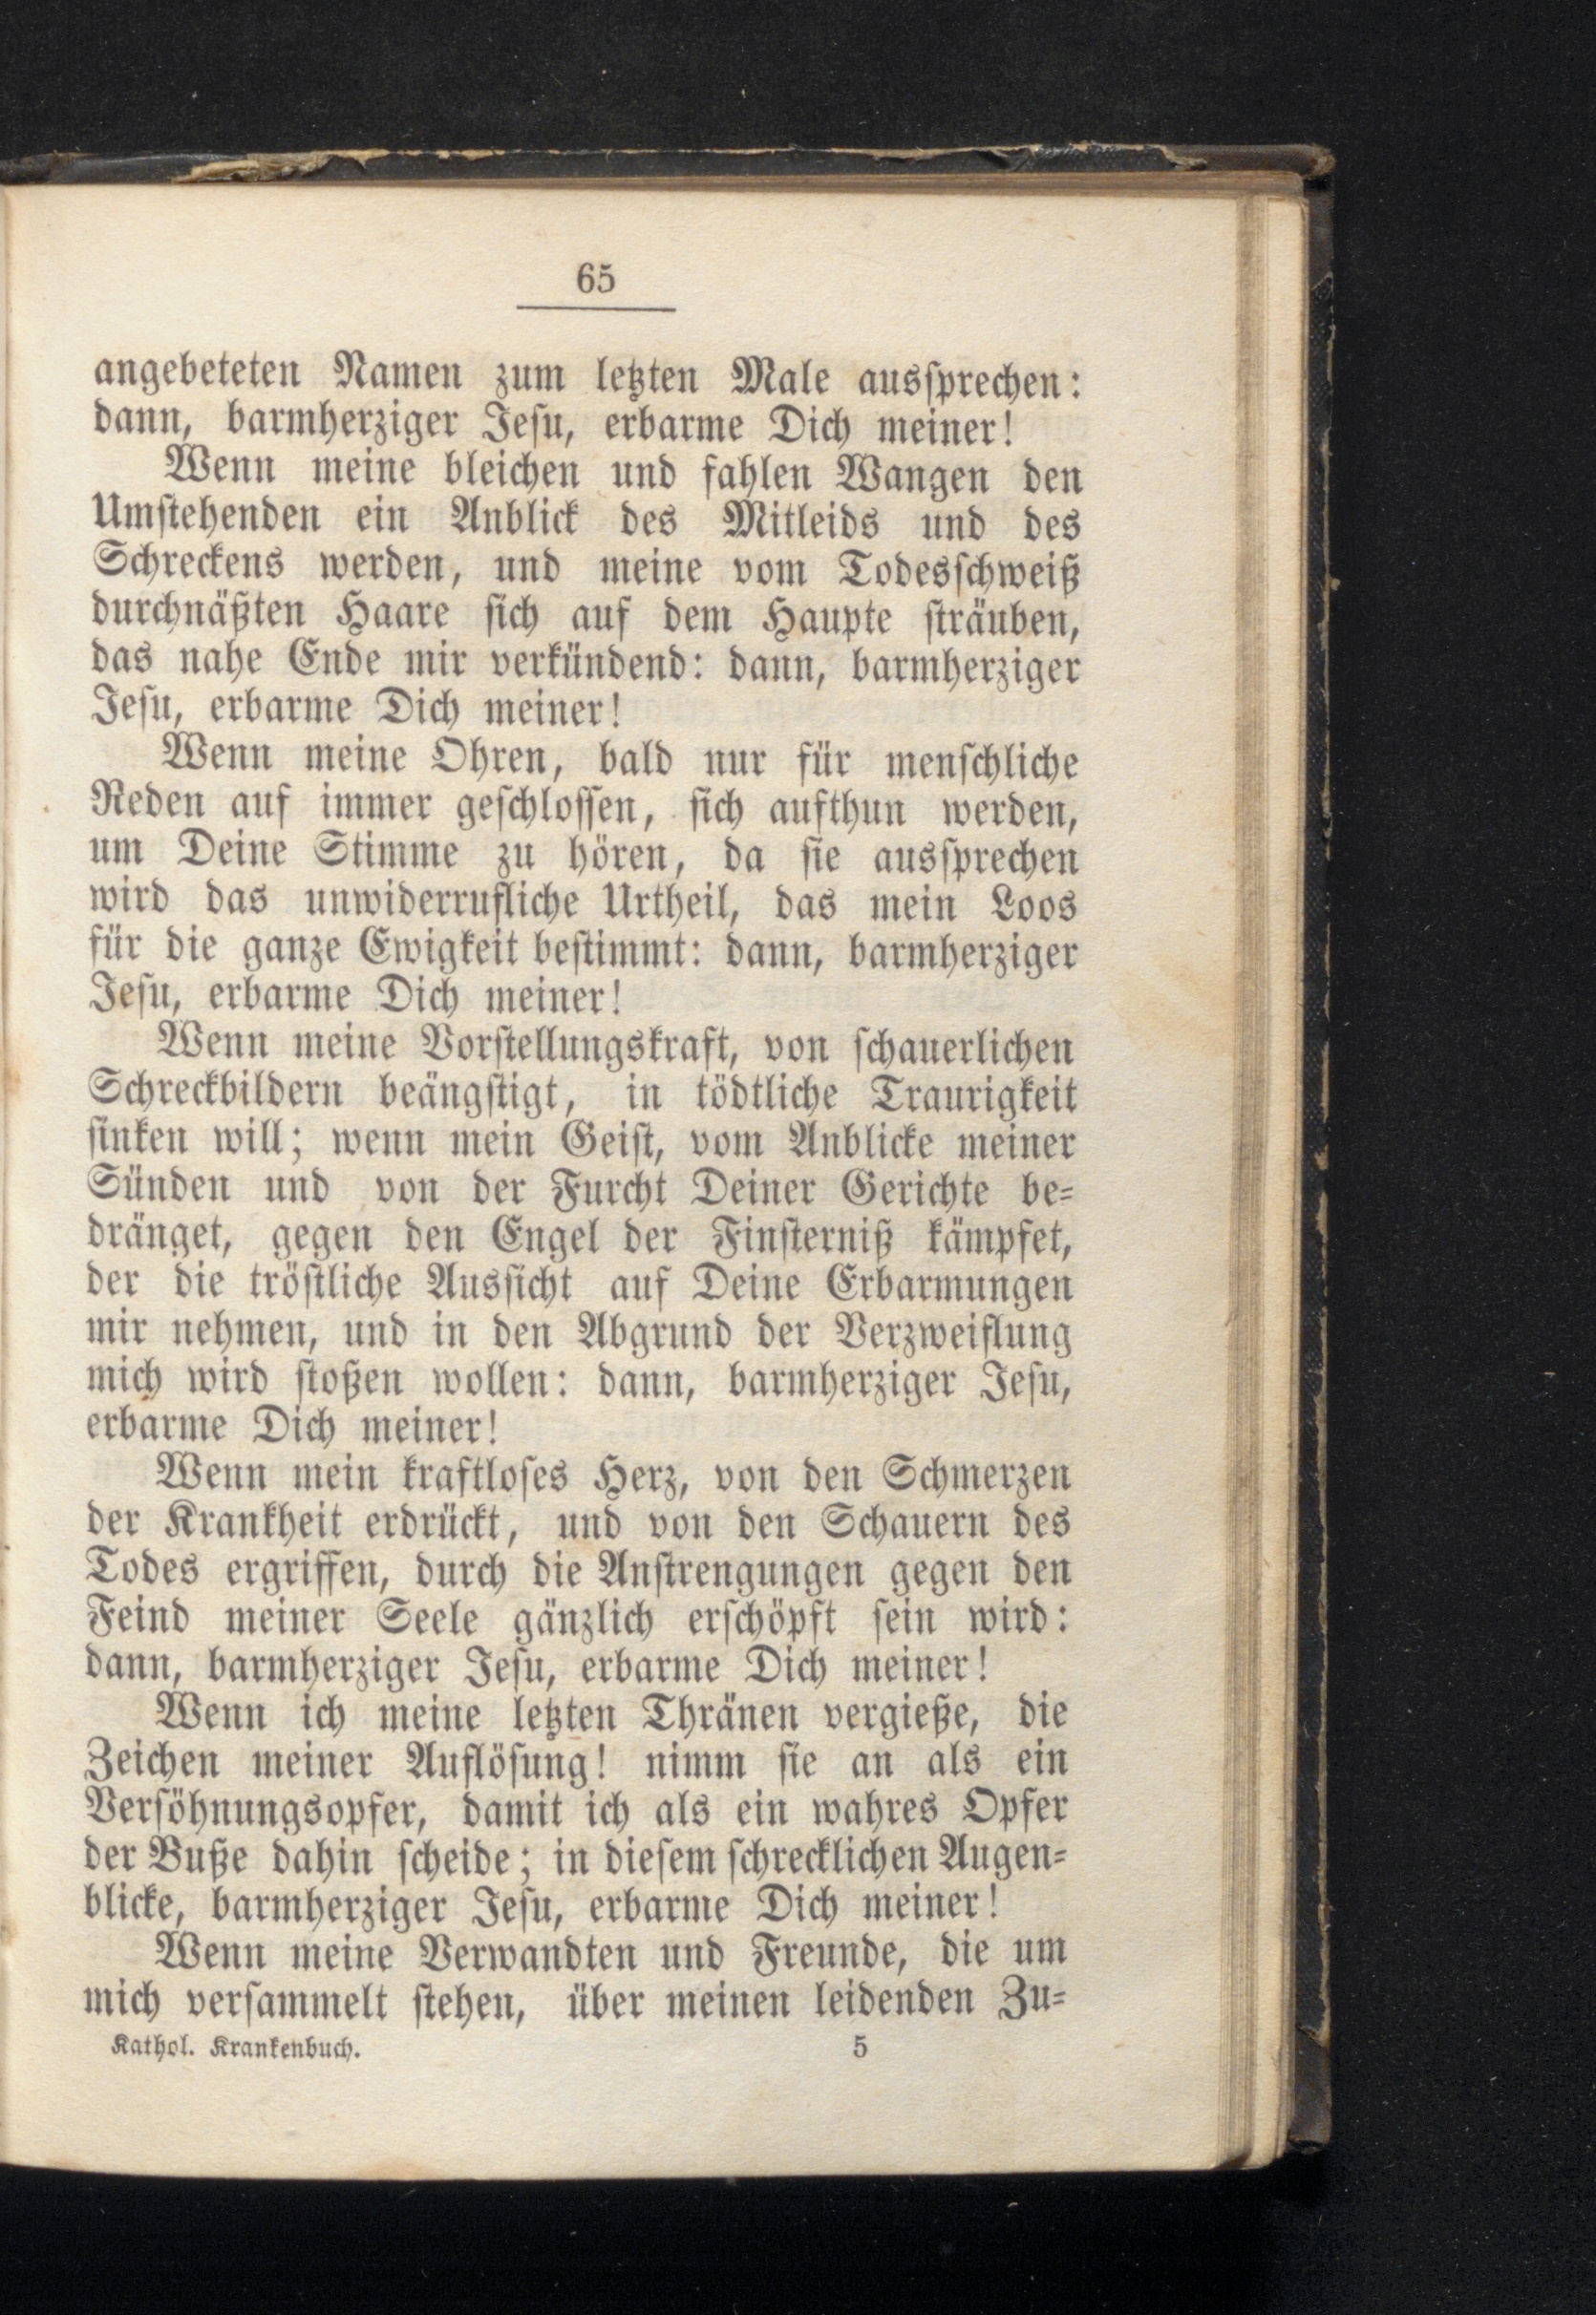 65
angebeteten Namen zum letzten Male ausſprechen:
dann, barmherziger Jeſu, erbarme Dich meiner!
Wenn meine bleichen und fahlen Wangen den
Umſtehenden ein Anblick des Mitleids und des
Schreckens werden, und meine vom Todesſchweiß
durchnäßten Haare ſich auf dem Haupte ſträuben,
das nahe Ende mir verkündend: dann, barmherziger
Jeſu, erbarme Dich meiner!
Wenn meine Ohren, bald nur für menſchliche
Reden auf immer geſchloſſen, ſich aufthun werden,
um Deine Stimme zu hören, da ſie ausſprechen
wird das unwiderrufliche Urtheil, das mein Loos
für die ganze Ewigkeit beſtimmt: dann, barmherziger
Jeſu, erbarme Dich meiner!
Wenn meine Vorſtellungskraft, von ſchauerlichen
Schreckbildern beängſtigt, in tödtliche Traurigkeit
ſinken will; wenn mein Geiſt, vom Anblicke meiner
Sünden und von der Furcht Deiner Gerichte be-
dränget, gegen den Engel der Finſterniß kämpfet,
der die tröſtliche Ausſicht auf Deine Erbarmungen
mir nehmen, und in den Abgrund der Verzweiflung
mich wird ſtoßen wollen: dann, barmherziger Jeſu,
erbarme Dich meiner!
Wenn mein kraftloſes Herz, von den Schmerzen
der Krankheit erdrückt, und von den Schauern des
Todes ergriffen, durch die Anſtrengungen gegen den
Feind meiner Seele gänzlich erſchöpft ſein wird:
dann, barmherziger Jeſu, erbarme Dich meiner!
Wenn ich meine letzten Thränen vergieße, die
Zeichen meiner Auflöſung! nimm ſie an als ein
Verſöhnungsopfer, damit ich als ein wahres Opfer
der Buße dahin ſcheide; in dieſem ſchrecklichen Augen-
blicke, barmherziger Jeſu, erbarme Dich meiner!
Wenn meine Verwandten und Freunde, die um
mich verſammelt ſtehen, über meinen leidenden Zu-
Kathol. Krankenbuch. 5